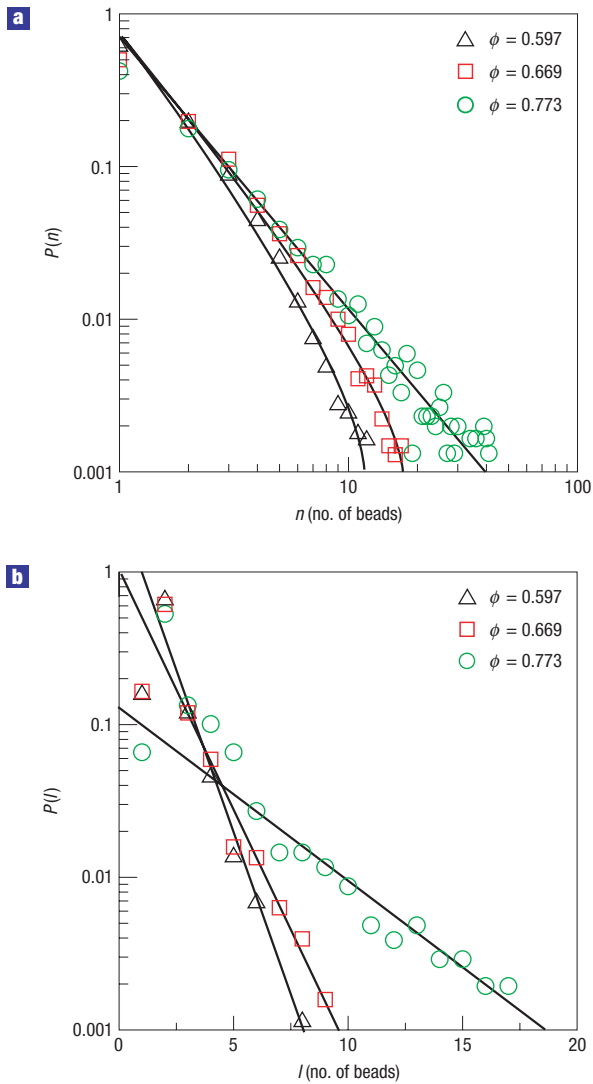 a
1
0.1
0.01
0.001
P(n)
1
10
100
n (no. of beads)
ϕ = 0.597
ϕ = 0.669
ϕ = 0.773
b
1
0.1
0.01
0.001
P(l)
0
5
10
15
20
l (no. of beads)
ϕ = 0.597
ϕ = 0.669
ϕ = 0.773